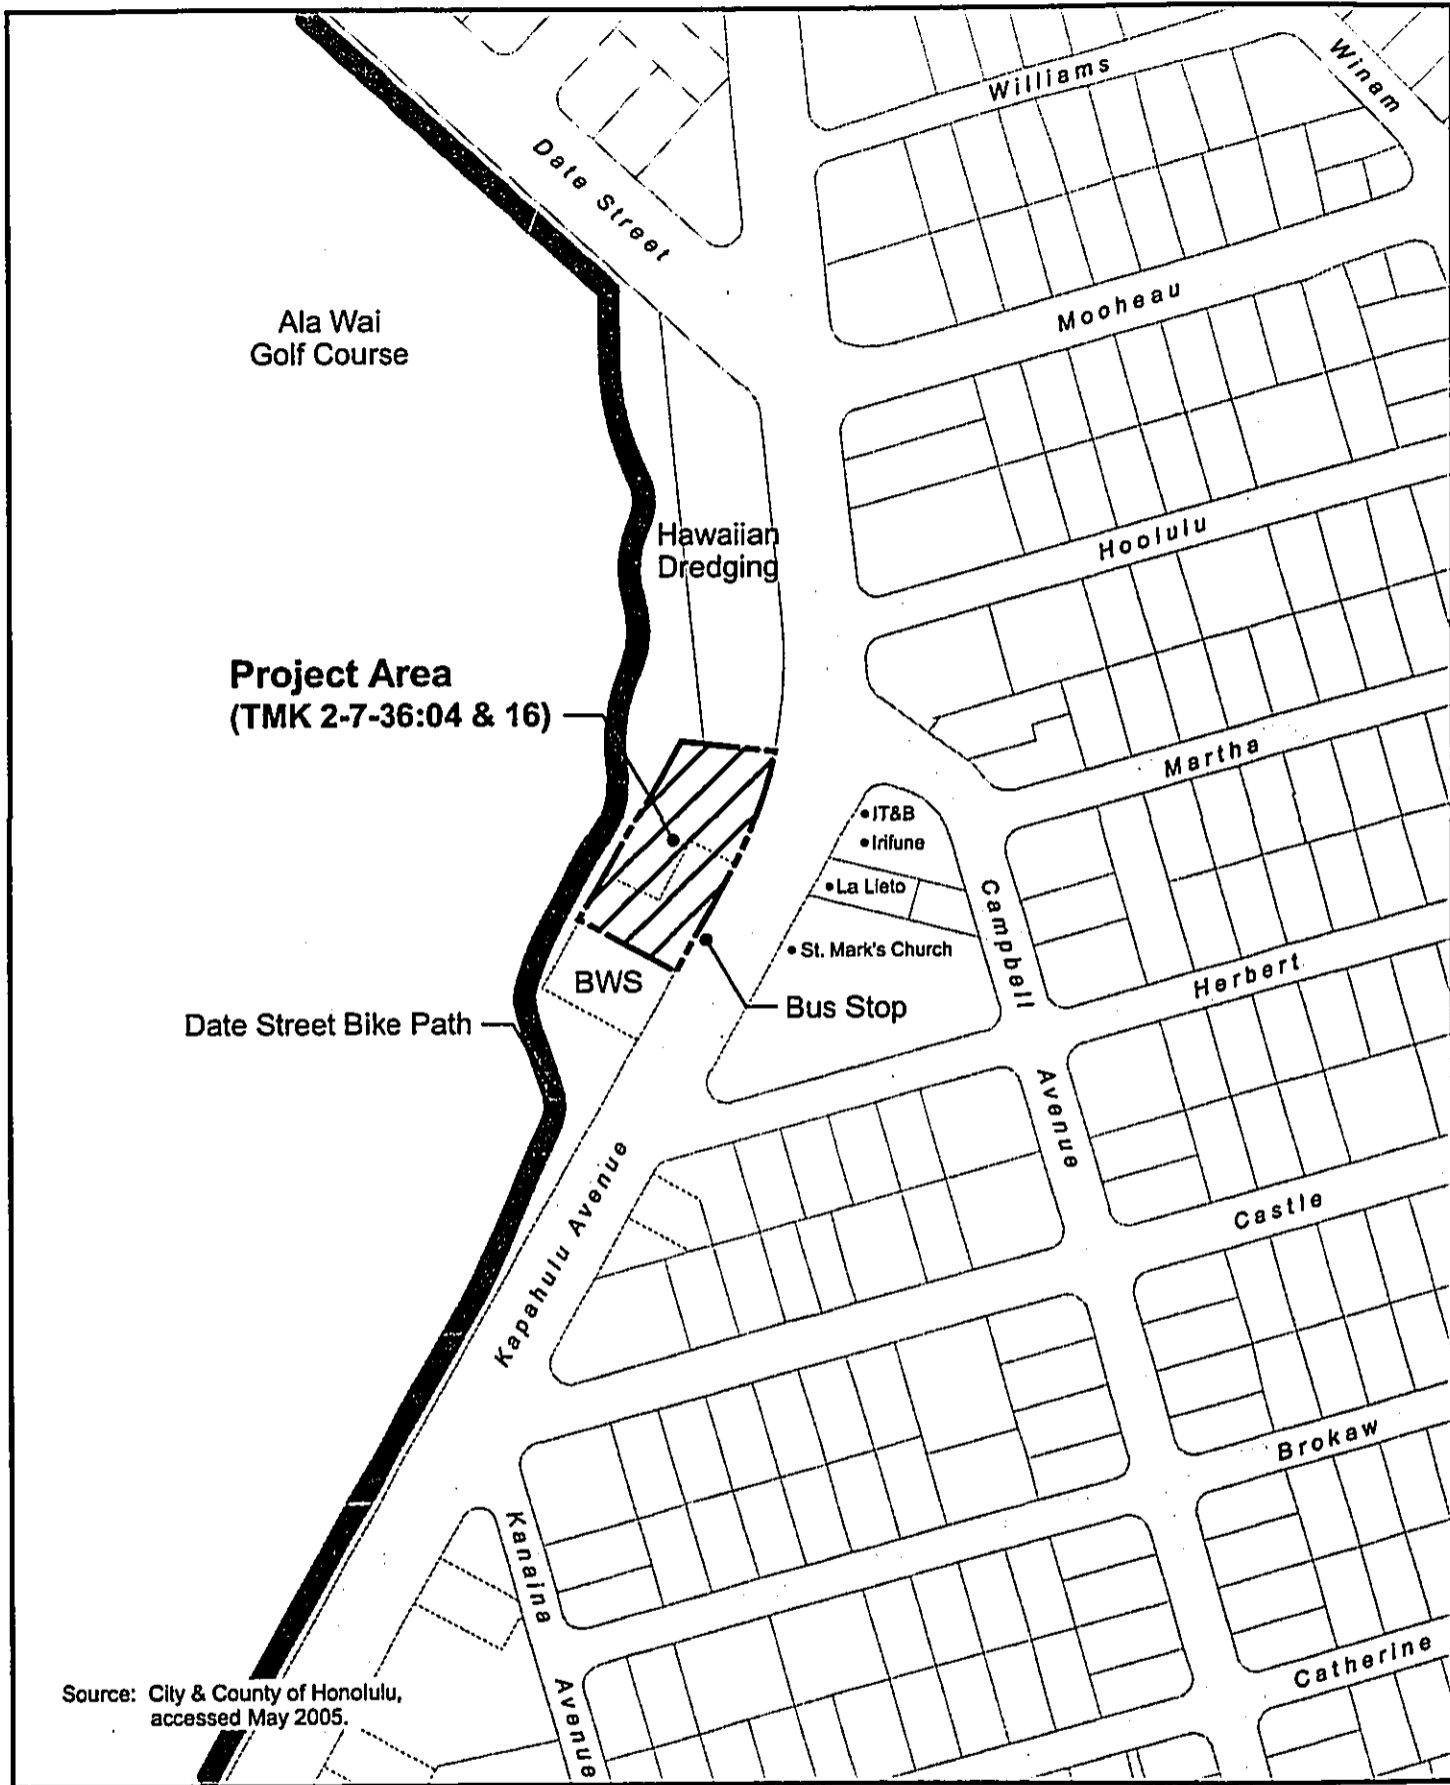 Williams
Winam
Date Street
Mooheau
Ala Wai
Golf Course
Hoolulu
Hawaiian
Dredging
Project Area
(TMK 2-7-36:04 & 16)
Martha
IT&B
Irifune
La Lieto
Campbell
Avenue
St. Mark's Church
Herbert
BWS
Bus Stop
Date Street Bike Path
Castle
Kapahulu Avenue
Brokaw
Kanaina
Avenue
Catherine
Source: City & County of Honolulu,
accessed May 2005.